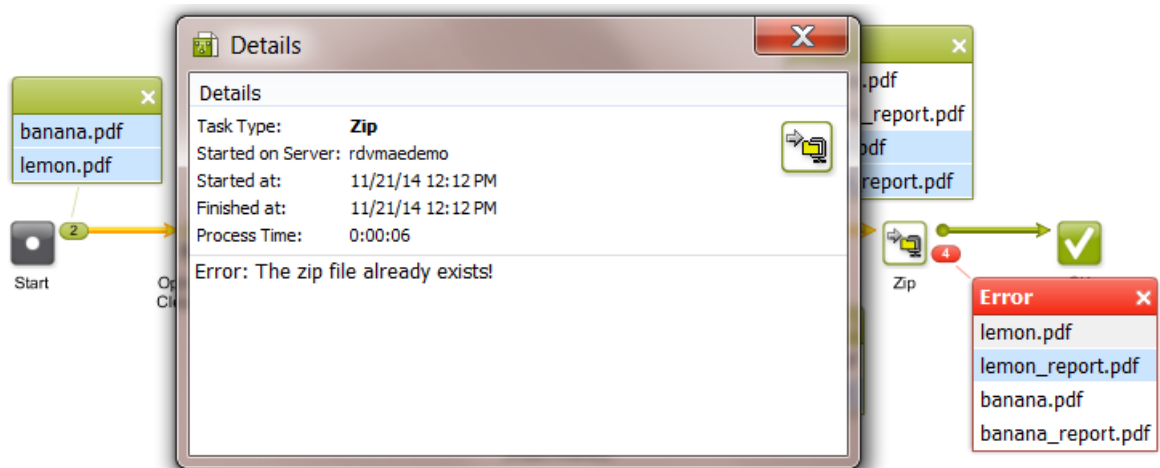 Details
Details
Task Type: Zip
Started on Server: rdvmaedemo
Started at: 11/21/14 12:12 PM
Finished at: 11/21/14 12:12 PM
Process Time: 0:00:06
Error: The zip file already exists!
banana.pdf
lemon.pdf
2
Start
.pdf
_report.pdf
pdf
report.pdf
4
Zip
Error
lemon.pdf
lemon_report.pdf
banana.pdf
banana_report.pdf